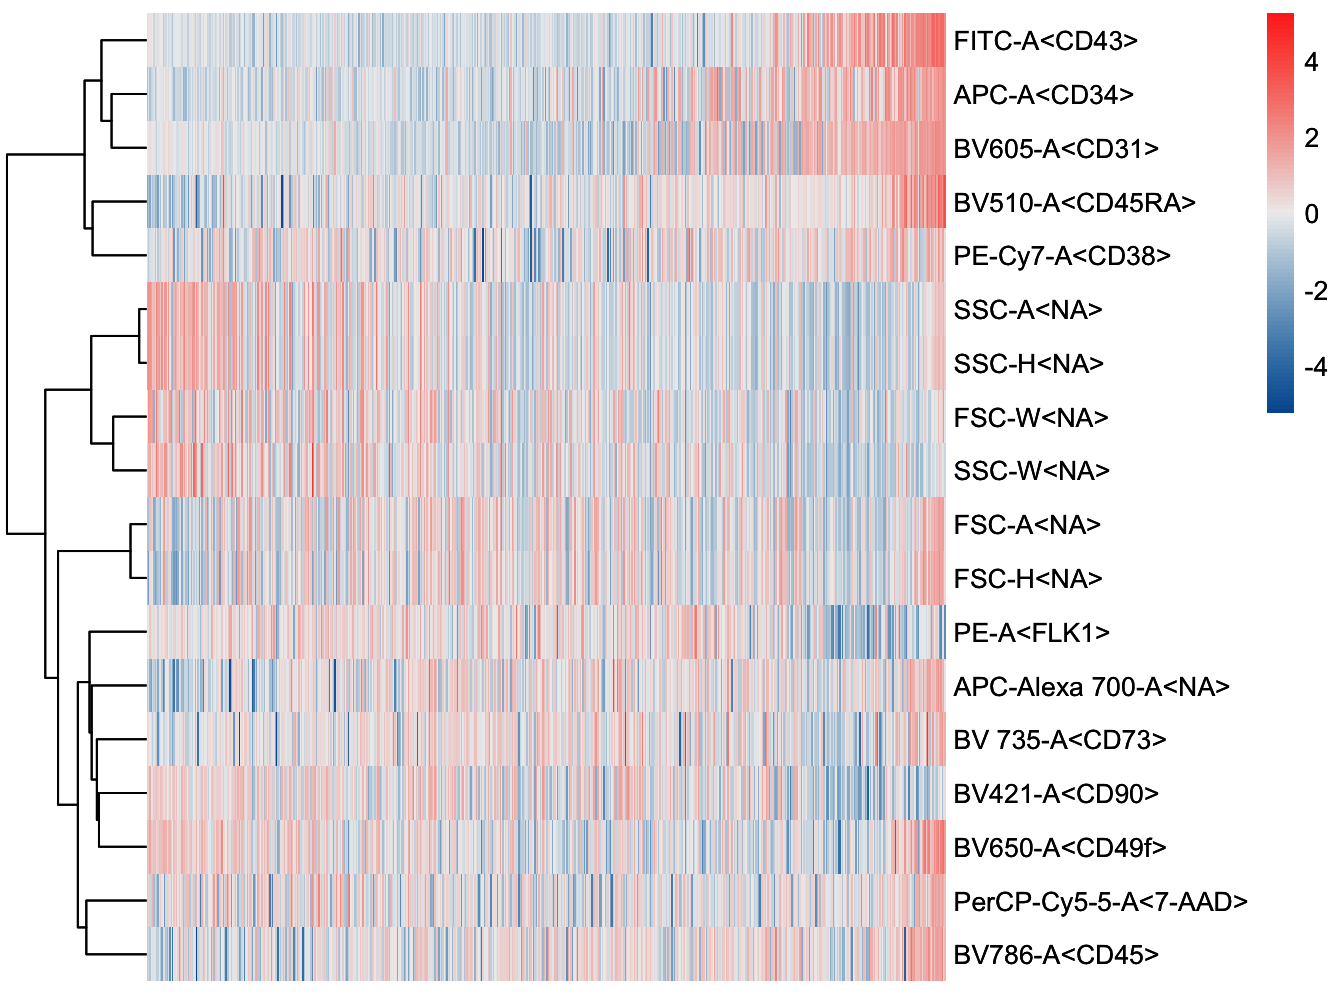 FITC-A<CD43>
APC-A<CD34>
BV605-A<CD31>
BV510-A<CD45RA>
PE-Cy7-A<CD38>
SSC-A<NA>
SSC-H<NA>
FSC-W<NA>
SSC-W<NA>
FSC-A<NA>
FSC-H<NA>
PE-A<FLK1>
APC-Alexa 700-A<NA>
BV 735-A<CD73>
BV421-A<CD90>
BV650-A<CD49f>
PerCP-Cy5-5-A<7-AAD>
BV786-A<CD45>
4
2
0
-2
-4